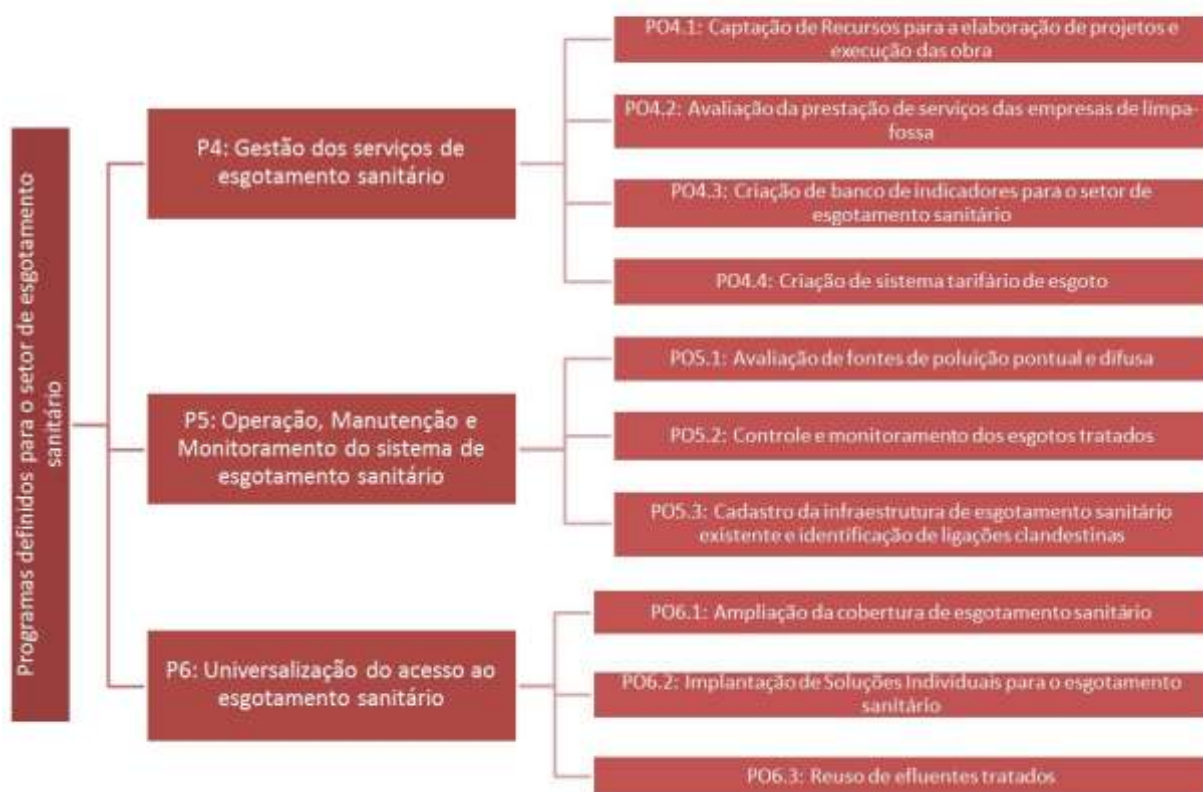 Programas definidos para o setor de esgotamento
sanitário
P4: Gestão dos serviços de
esgotamento sanitário
PO4.1: Captação de Recursos para a elaboração de projetos e
execução das obra
PO4.2: Avaliação da prestação de serviços das empresas de limpa-
fossa
PO4.3: Criação de banco de indicadores para o setor de
esgotamento sanitário
PO4.4: Criação de sistema tarifário de esgoto
P5: Operação, Manutenção e
Monitoramento do sistema de
esgotamento sanitário
PO5.1: Avaliação de fontes de poluição pontual e difusa
PO5.2: Controle e monitoramento dos esgotos tratados
PO5.3: Cadastro da infraestrutura de esgotamento sanitário
existente e identificação de ligações clandestinas
P6: Universalização do acesso ao
esgotamento sanitário
PO6.1: Ampliação da cobertura de esgotamento sanitário
PO6.2: Implantação de Soluções Individuais para o esgotamento
sanitário
PO6.3: Reuso de efluentes tratados